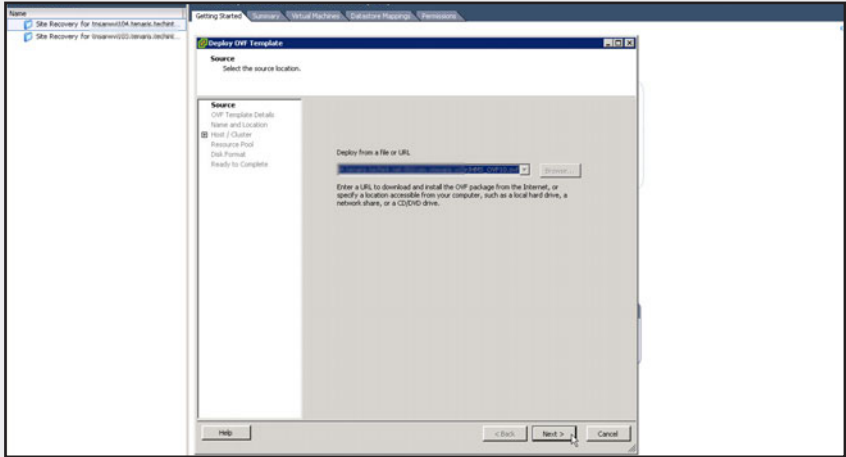 Name
Site Recovery for
Site Recovery for
Getting Started Summary Virtual Machines Datastore Mappings Permissions
Deploy OVF Template
Source
Select the source location.
Source
OVF Template Details
Name and Location
Host / Cluster
Resource Pool
Disk Format
Ready to Complete
Deploy from a file or URL
Browse...
Enter a URL to download and install the OVF package from the Internet, or
specify a location accessible from your computer, such as a local hard drive, a
network share, or a CD/DVD drive.
Help
< Back
Next >
Cancel